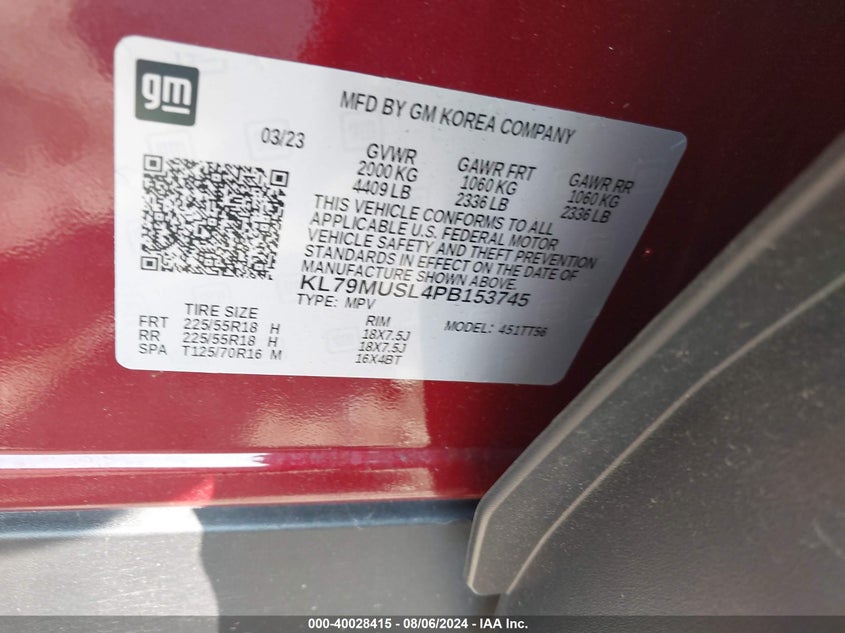 gm
MFD BY GM KOREA COMPANY
03/23
GVWR GAWR FRT GAWR RR
2000 KG 1060 KG 1060 KG
4409 LB 2336 LB 2336 LB
THIS VEHICLE CONFORMS TO ALL
APPLICABLE U.S. FEDERAL MOTOR
VEHICLE SAFETY AND THEFT PREVENTION
STANDARDS IN EFFECT ON THE DATE OF
MANUFACTURE SHOWN ABOVE.
KL79MUSL4PB153745
TYPE: MPV MODEL: 451TT56
TIRE SIZE RIM
FRT 225/55R18 H 18X7.5J
RR 225/55R18 H 18X7.5J
SPA T125/70R16 M 16X4BT
000-40028415 - 08/06/2024 - IAA Inc.